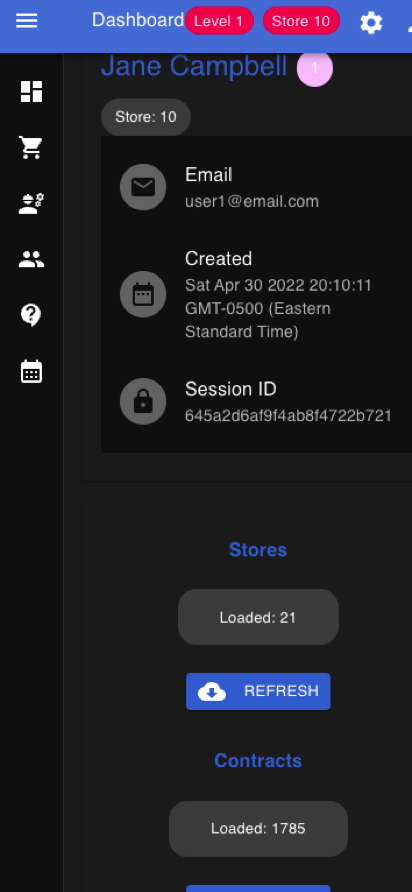 Dashboard Level 1 Store 10
Jane Campbell 1
Store: 10
Email
user1@email.com
Created
Sat Apr 30 2022 20:10:11
GMT-0500 (Eastern
Standard Time)
Session ID
645a2d6af9f4ab8f4722b721
Stores
Loaded: 21
REFRESH
Contracts
Loaded: 1785